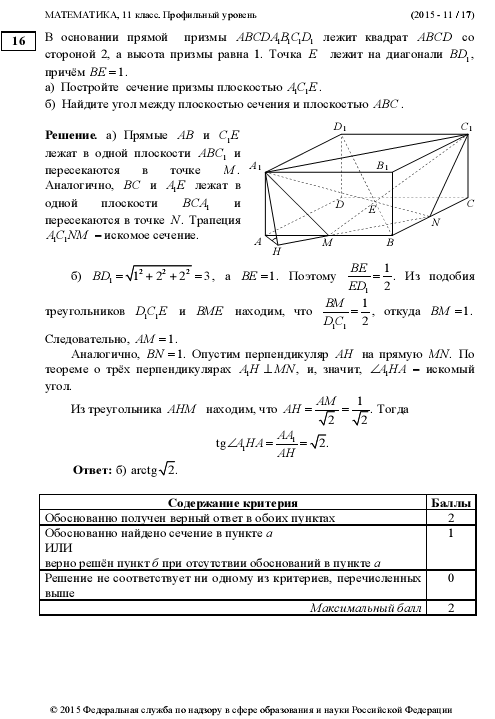 МАТЕМАТИКА, 11 класс. Профильный уровень (2015 - 11 / 17)
16
В основании прямой призмы ABCDA₁B₁C₁D₁ лежит квадрат ABCD со
стороной 2, а высота призмы равна 1. Точка E лежит на диагонали BD₁,
причём BE = 1.
а) Постройте сечение призмы плоскостью A₁C₁E .
б) Найдите угол между плоскостью сечения и плоскостью ABC .
Решение. а) Прямые AB и C₁E
лежат в одной плоскости ABC₁ и
пересекаются в точке M .
Аналогично, BC и A₁E лежат в
одной плоскости BCA₁ и
пересекаются в точке N. Трапеция
A₁C₁NM – искомое сечение.
D₁ C₁
A₁ B₁
D C
E
N
A M B
H
б) BD₁ = √(1² + 2² + 2²) = 3, а BE = 1. Поэтому BE/ED₁ = 1/2. Из подобия
треугольников D₁C₁E и BME находим, что BM/D₁C₁ = 1/2, откуда BM = 1.
Следовательно, AM = 1.
Аналогично, BN = 1. Опустим перпендикуляр AH на прямую MN. По
теореме о трёх перпендикулярах A₁H ⊥ MN, и, значит, ∠A₁HA – искомый
угол.
Из треугольника AHM находим, что AH = AM/√2 = 1/√2. Тогда
tg∠A₁HA = AA₁/AH = √2.
Ответ: б) arctg√2.
Содержание критерия Баллы
Обоснованно получен верный ответ в обоих пунктах 2
Обоснованно найдено сечение в пункте а 1
ИЛИ
верно решён пункт б при отсутствии обоснований в пункте а
Решение не соответствует ни одному из критериев, перечисленных 0
выше
Максимальный балл 2
© 2015 Федеральная служба по надзору в сфере образования и науки Российской Федерации